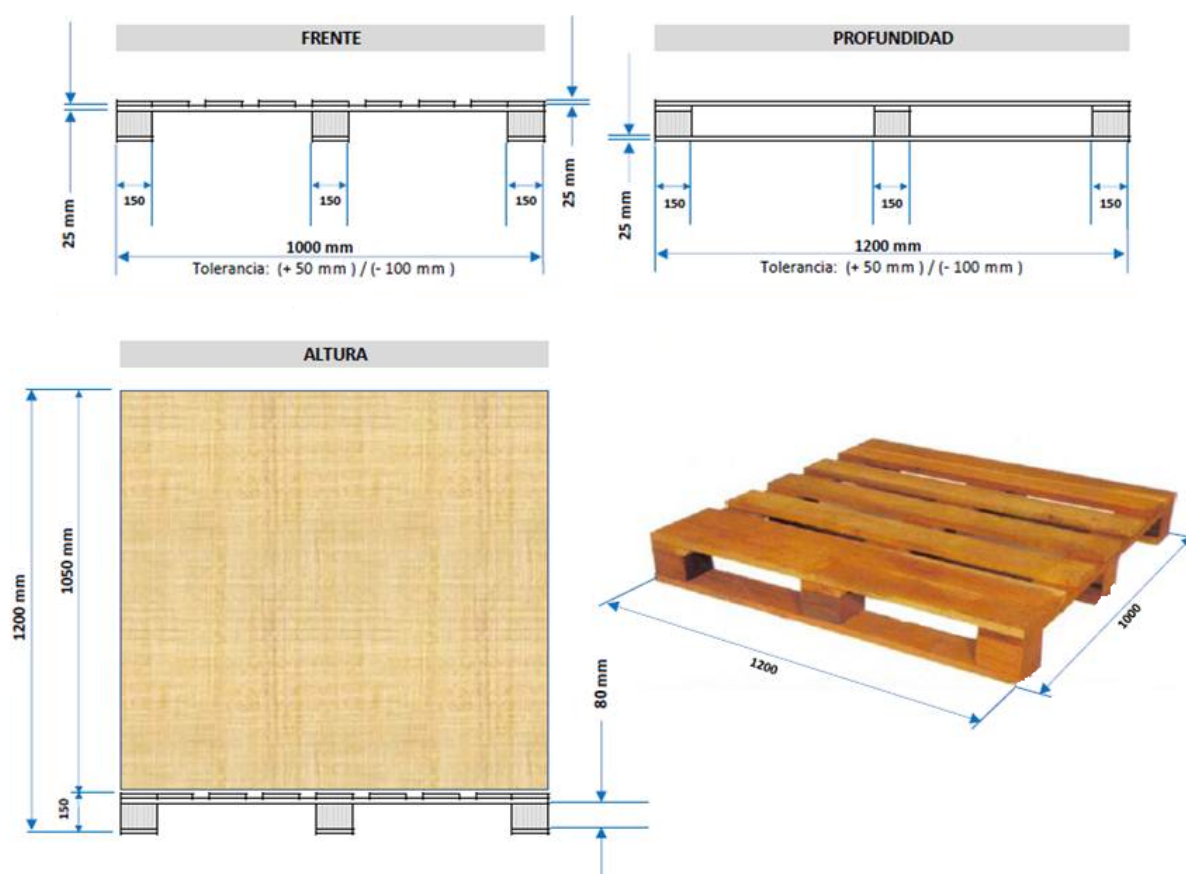 FRENTE
25 mm
150
150
150
25 mm
1000 mm
Tolerancia: (+ 50 mm ) / (- 100 mm )
PROFUNDIDAD
25 mm
150
150
150
1200 mm
Tolerancia: (+ 50 mm ) / (- 100 mm )
ALTURA
1200 mm
1050 mm
150
80 mm
1200
1000